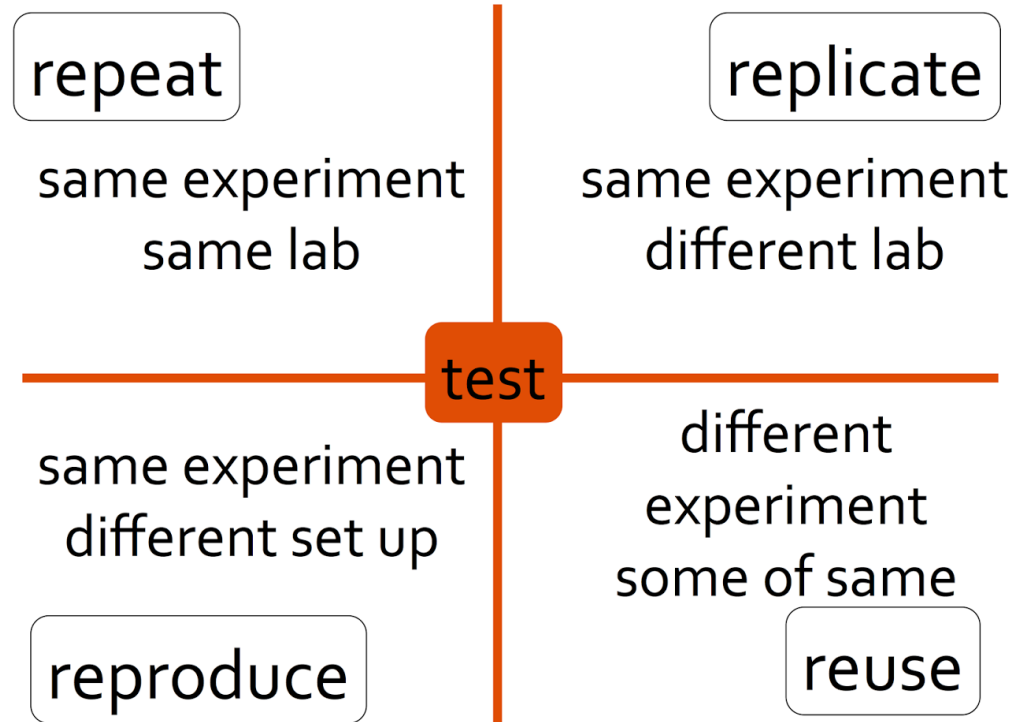 repeat
same experiment
same lab
replicate
same experiment
different lab
test
same experiment
different set up
reproduce
different
experiment
some of same
reuse